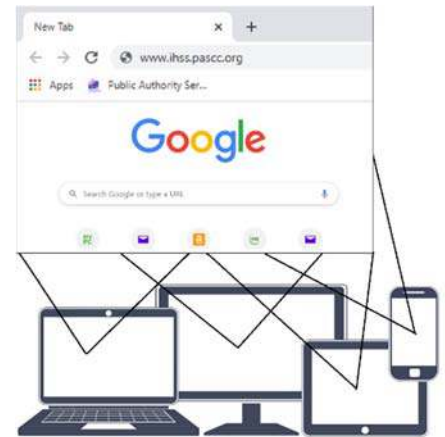 New Tab
www.ihss.pascc.org
Apps Public Authority Ser...
Google
Search Google or type a URL